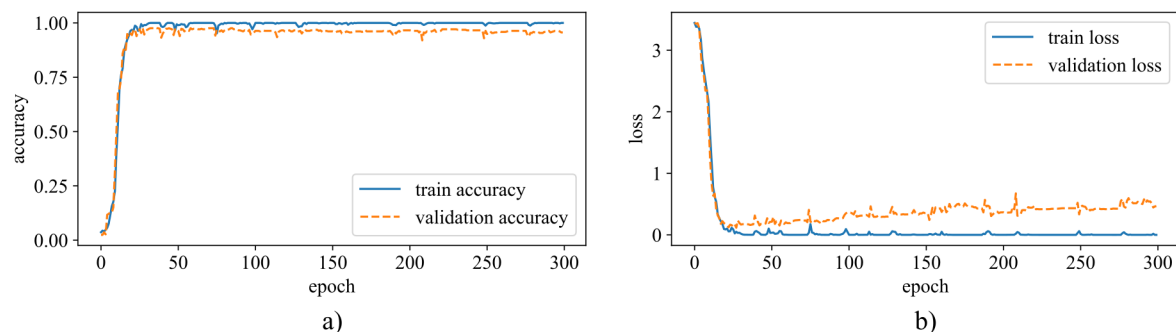 1.00
0.75
0.50
0.25
0.00
accuracy
train accuracy
validation accuracy
0 50 100 150 200 250 300
epoch
a)
3
2
1
0
loss
train loss
validation loss
0 50 100 150 200 250 300
epoch
b)